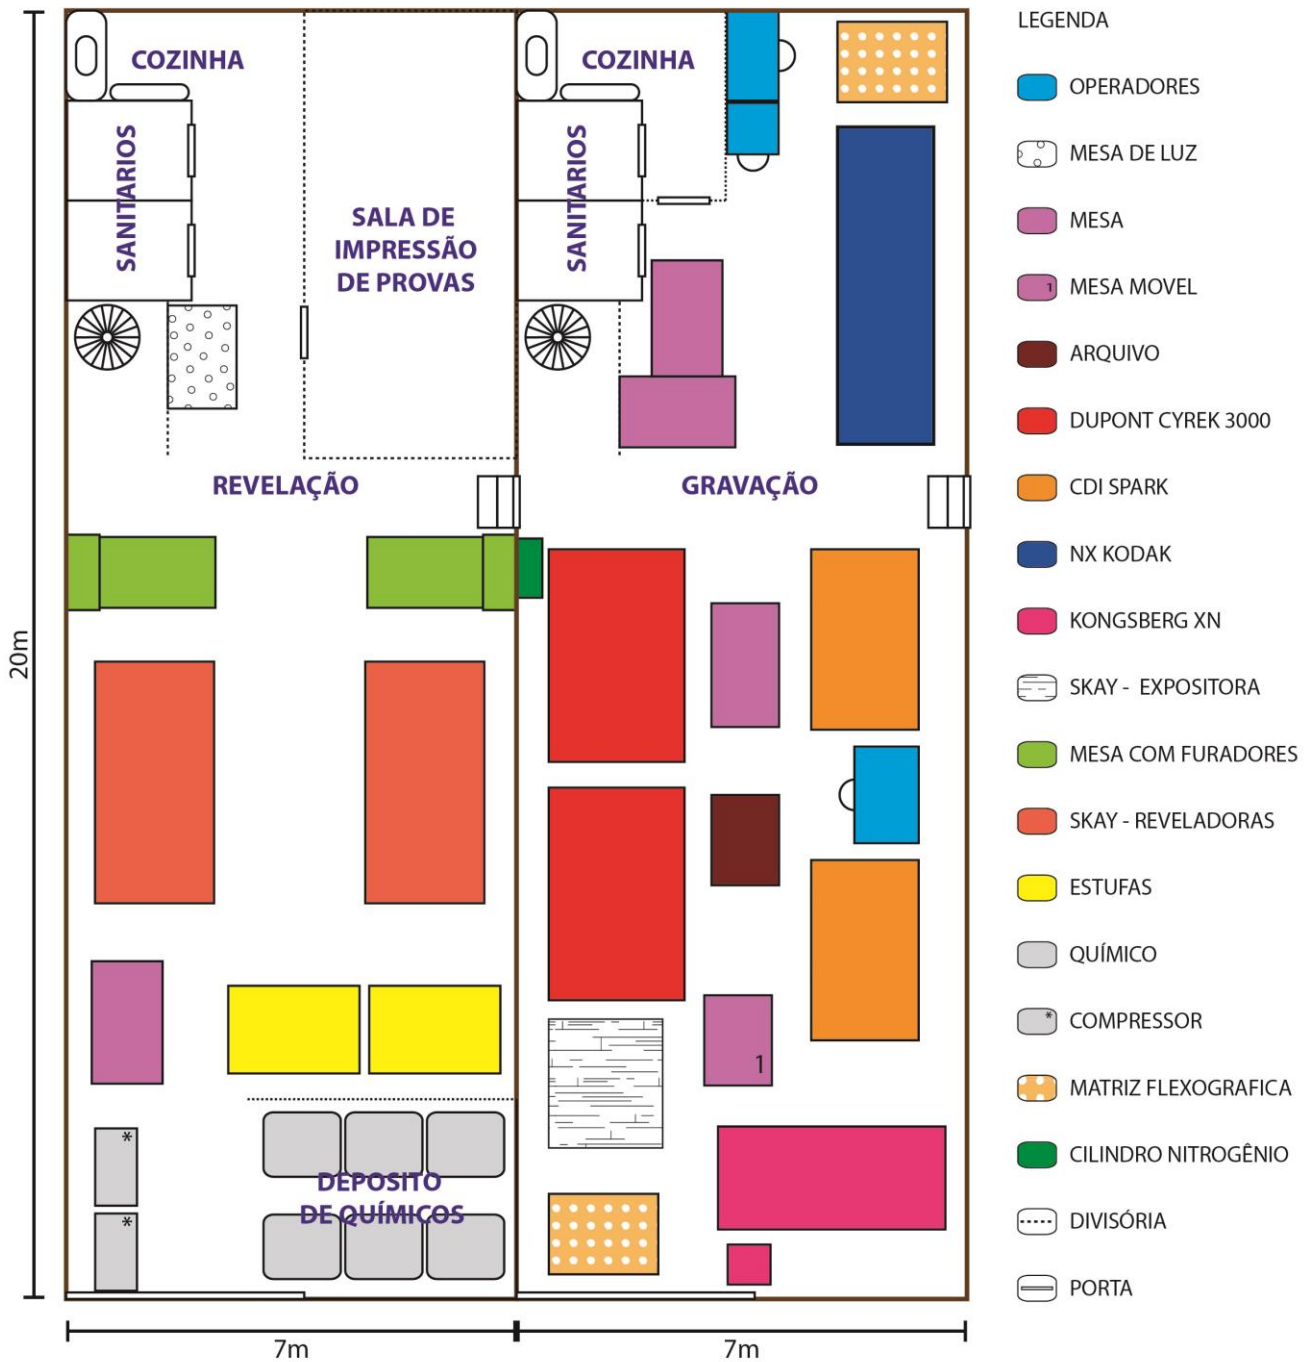 COZINHA
SANITARIOS
SALA DE
IMPRESSÃO
DE PROVAS
COZINHA
SANITARIOS
REVELAÇÃO
GRAVAÇÃO
1
*
*
DEPOSITO
DE QUÍMICOS
20m
7m
7m
LEGENDA
OPERADORES
MESA DE LUZ
MESA
1 MESA MOVEL
ARQUIVO
DUPONT CYREK 3000
CDI SPARK
NX KODAK
KONGSBERG XN
SKAY - EXPOSITORA
MESA COM FURADORES
SKAY - REVELADORAS
ESTUFAS
QUÍMICO
* COMPRESSOR
MATRIZ FLEXOGRAFICA
CILINDRO NITROGÊNIO
DIVISÓRIA
PORTA